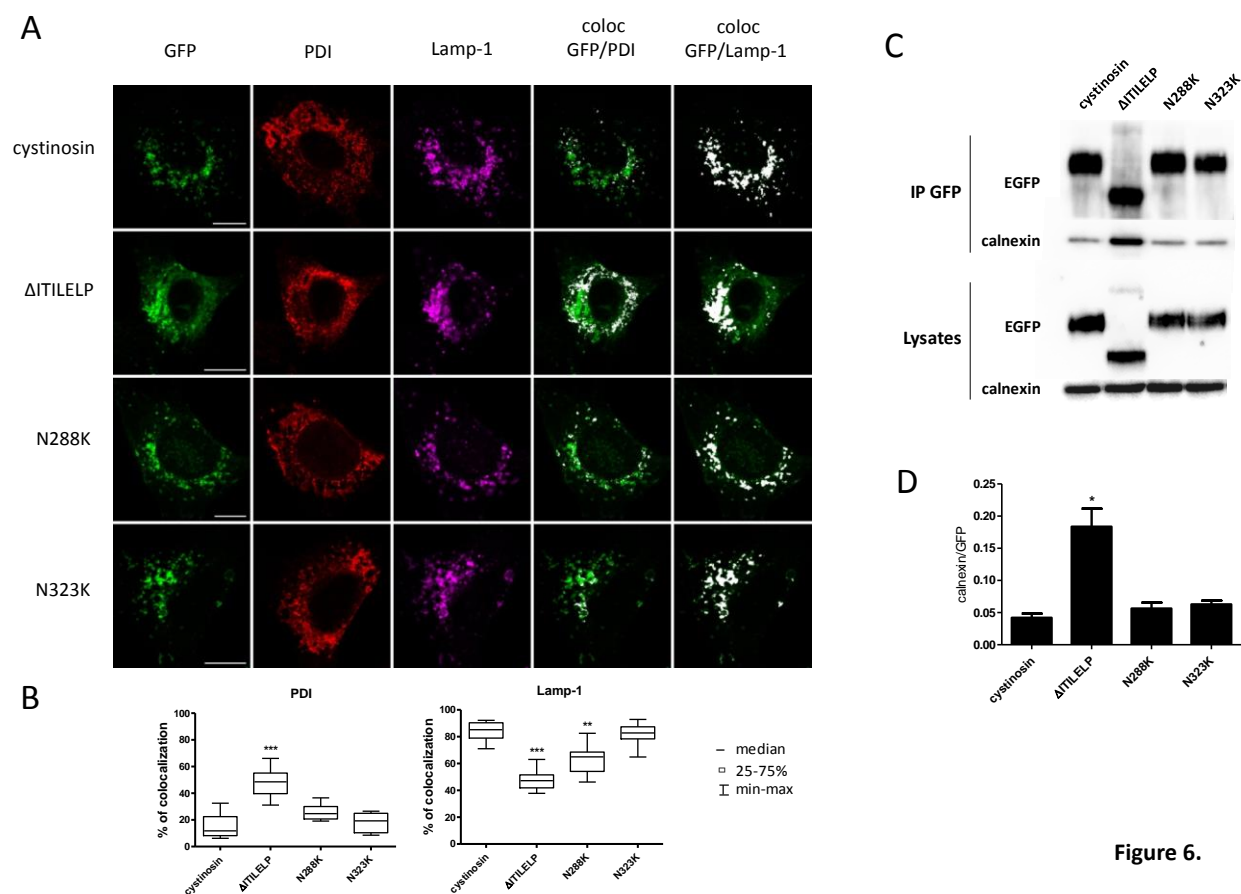 A
GFP
PDI
Lamp-1
coloc
GFP/PDI
coloc
GFP/Lamp-1
cystinosin
ΔITILELP
N288K
N323K
B
PDI
% of colocalization
100
80
60
40
20
0
***
cystinosin
ΔITILELP
N288K
N323K
Lamp-1
% of colocalization
100
80
60
40
20
0
***
**
cystinosin
ΔITILELP
N288K
N323K
median
25-75%
min-max
C
cystinosin
ΔITILELP
N288K
N323K
IP GFP
EGFP
calnexin
Lysates
EGFP
calnexin
D
calnexin/GFP
0.25
0.20
0.15
0.10
0.05
0.00
*
cystinosin
ΔITILELP
N288K
N323K
Figure 6.